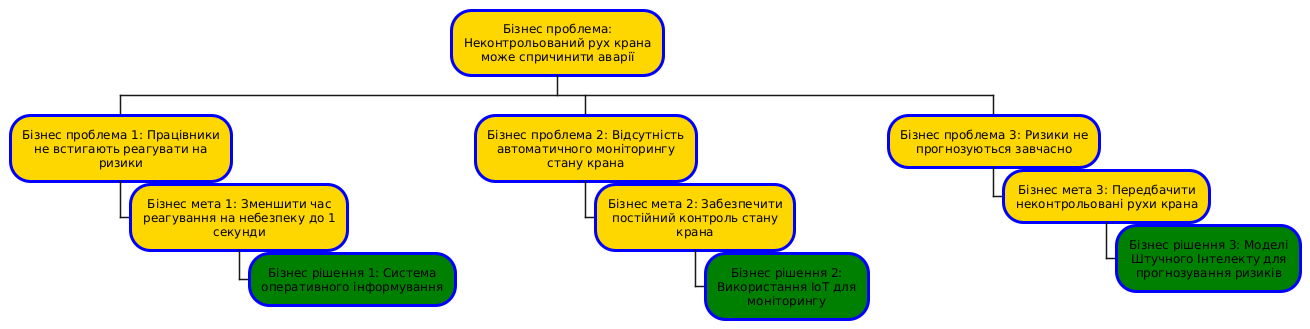 Бізнес проблема:
Неконтрольований рух крана
може спричинити аварії
Бізнес проблема 1: Працівники
не встигають реагувати на
ризики
Бізнес мета 1: Зменшити час
реагування на небезпеку до 1
секунди
Бізнес рішення 1: Система
оперативного інформування
Бізнес проблема 2: Відсутність
автоматичного моніторингу
стану крана
Бізнес мета 2: Забезпечити
постійний контроль стану
крана
Бізнес рішення 2:
Використання IoT для
моніторингу
Бізнес проблема 3: Ризики не
прогнозуються завчасно
Бізнес мета 3: Передбачити
неконтрольовані рухи крана
Бізнес рішення 3: Моделі
Штучного Інтелекту для
прогнозування ризиків